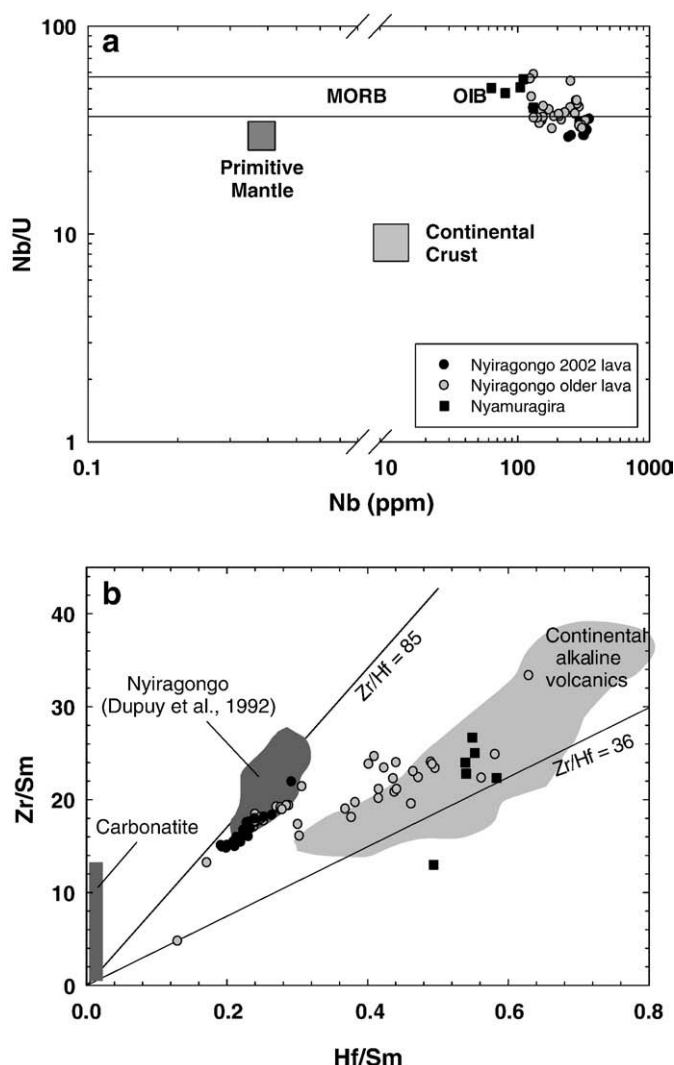 100
a
MORB
OIB
Primitive
Mantle
Continental
Crust
Nb/U
10
Nyiragongo 2002 lava
Nyiragongo older lava
Nyamuragira
1
0.1
10
100
1000
Nb (ppm)
b
40
Zr/Hf = 85
Continental
alkaline
volcanics
Nyiragongo
(Dupuy et al., 1992)
30
Zr/Hf = 36
Zr/Sm
20
Carbonatite
10
0
0.0
0.2
0.4
0.6
0.8
Hf/Sm